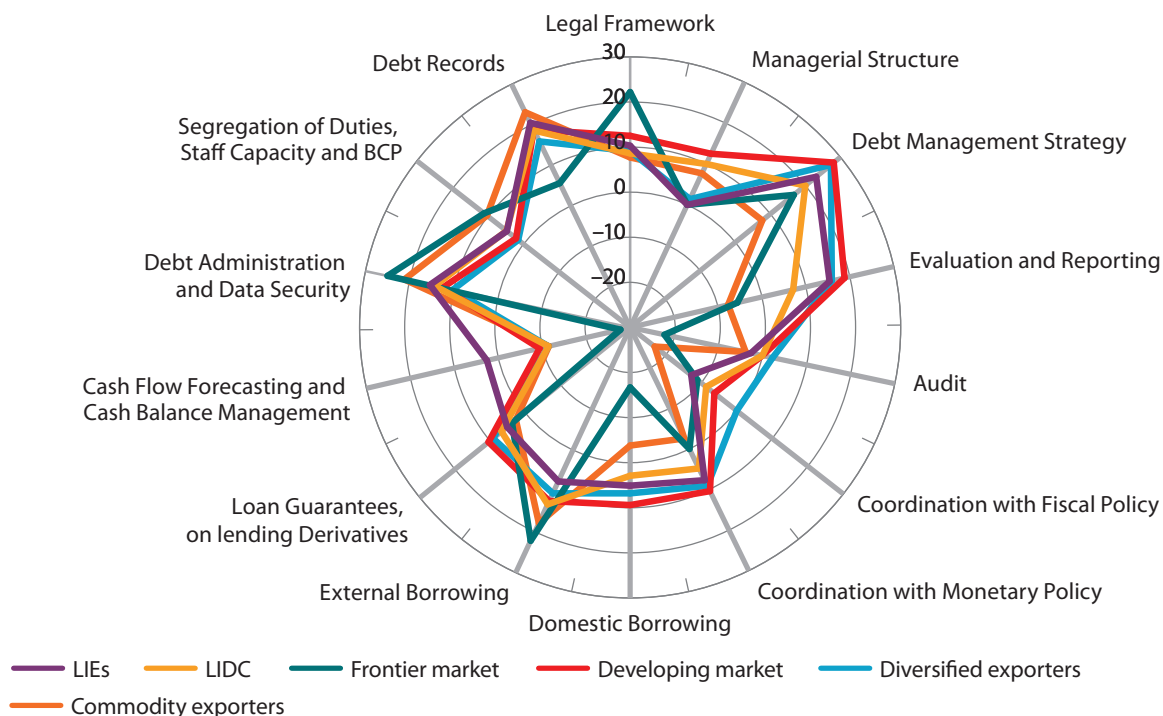 Legal Framework
30
20
10
0
–10
–20
Managerial Structure
Debt Management Strategy
Evaluation and Reporting
Audit
Coordination with Fiscal Policy
Coordination with Monetary Policy
Domestic Borrowing
External Borrowing
Loan Guarantees,
on lending Derivatives
Cash Flow Forecasting and
Cash Balance Management
Debt Administration
and Data Security
Segregation of Duties,
Staff Capacity and BCP
Debt Records
LIEs LIDC Frontier market Developing market Diversified exporters
Commodity exporters